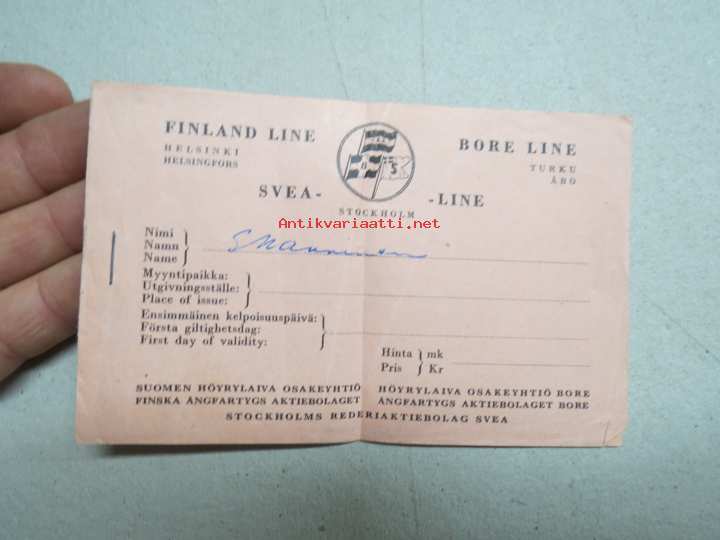 FINLAND LINE
HELSINKI
HELSINGFORS
BORE LINE
TURKU
ÅBO
SVEA- -LINE
STOCKHOLM
Antikvariaatti.net
Nimi
Namn
Name
Myyntipaikka:
Utgivningsställe:
Place of issue:
Ensimmäinen kelpoisuuspäivä:
Första giltighetsdag:
First day of validity:
Hinta } mk
Pris } Kr
SUOMEN HÖYRYLAIVA OSAKEYHTIÖ
FINSKA ÅNGFARTYGS AKTIEBOLAGET
HÖYRYLAIVA OSAKEYHTIÖ BORE
ÅNGFARTYGS AKTIEBOLAGET BORE
STOCKHOLMS REDERIAKTIEBOLAG SVEA